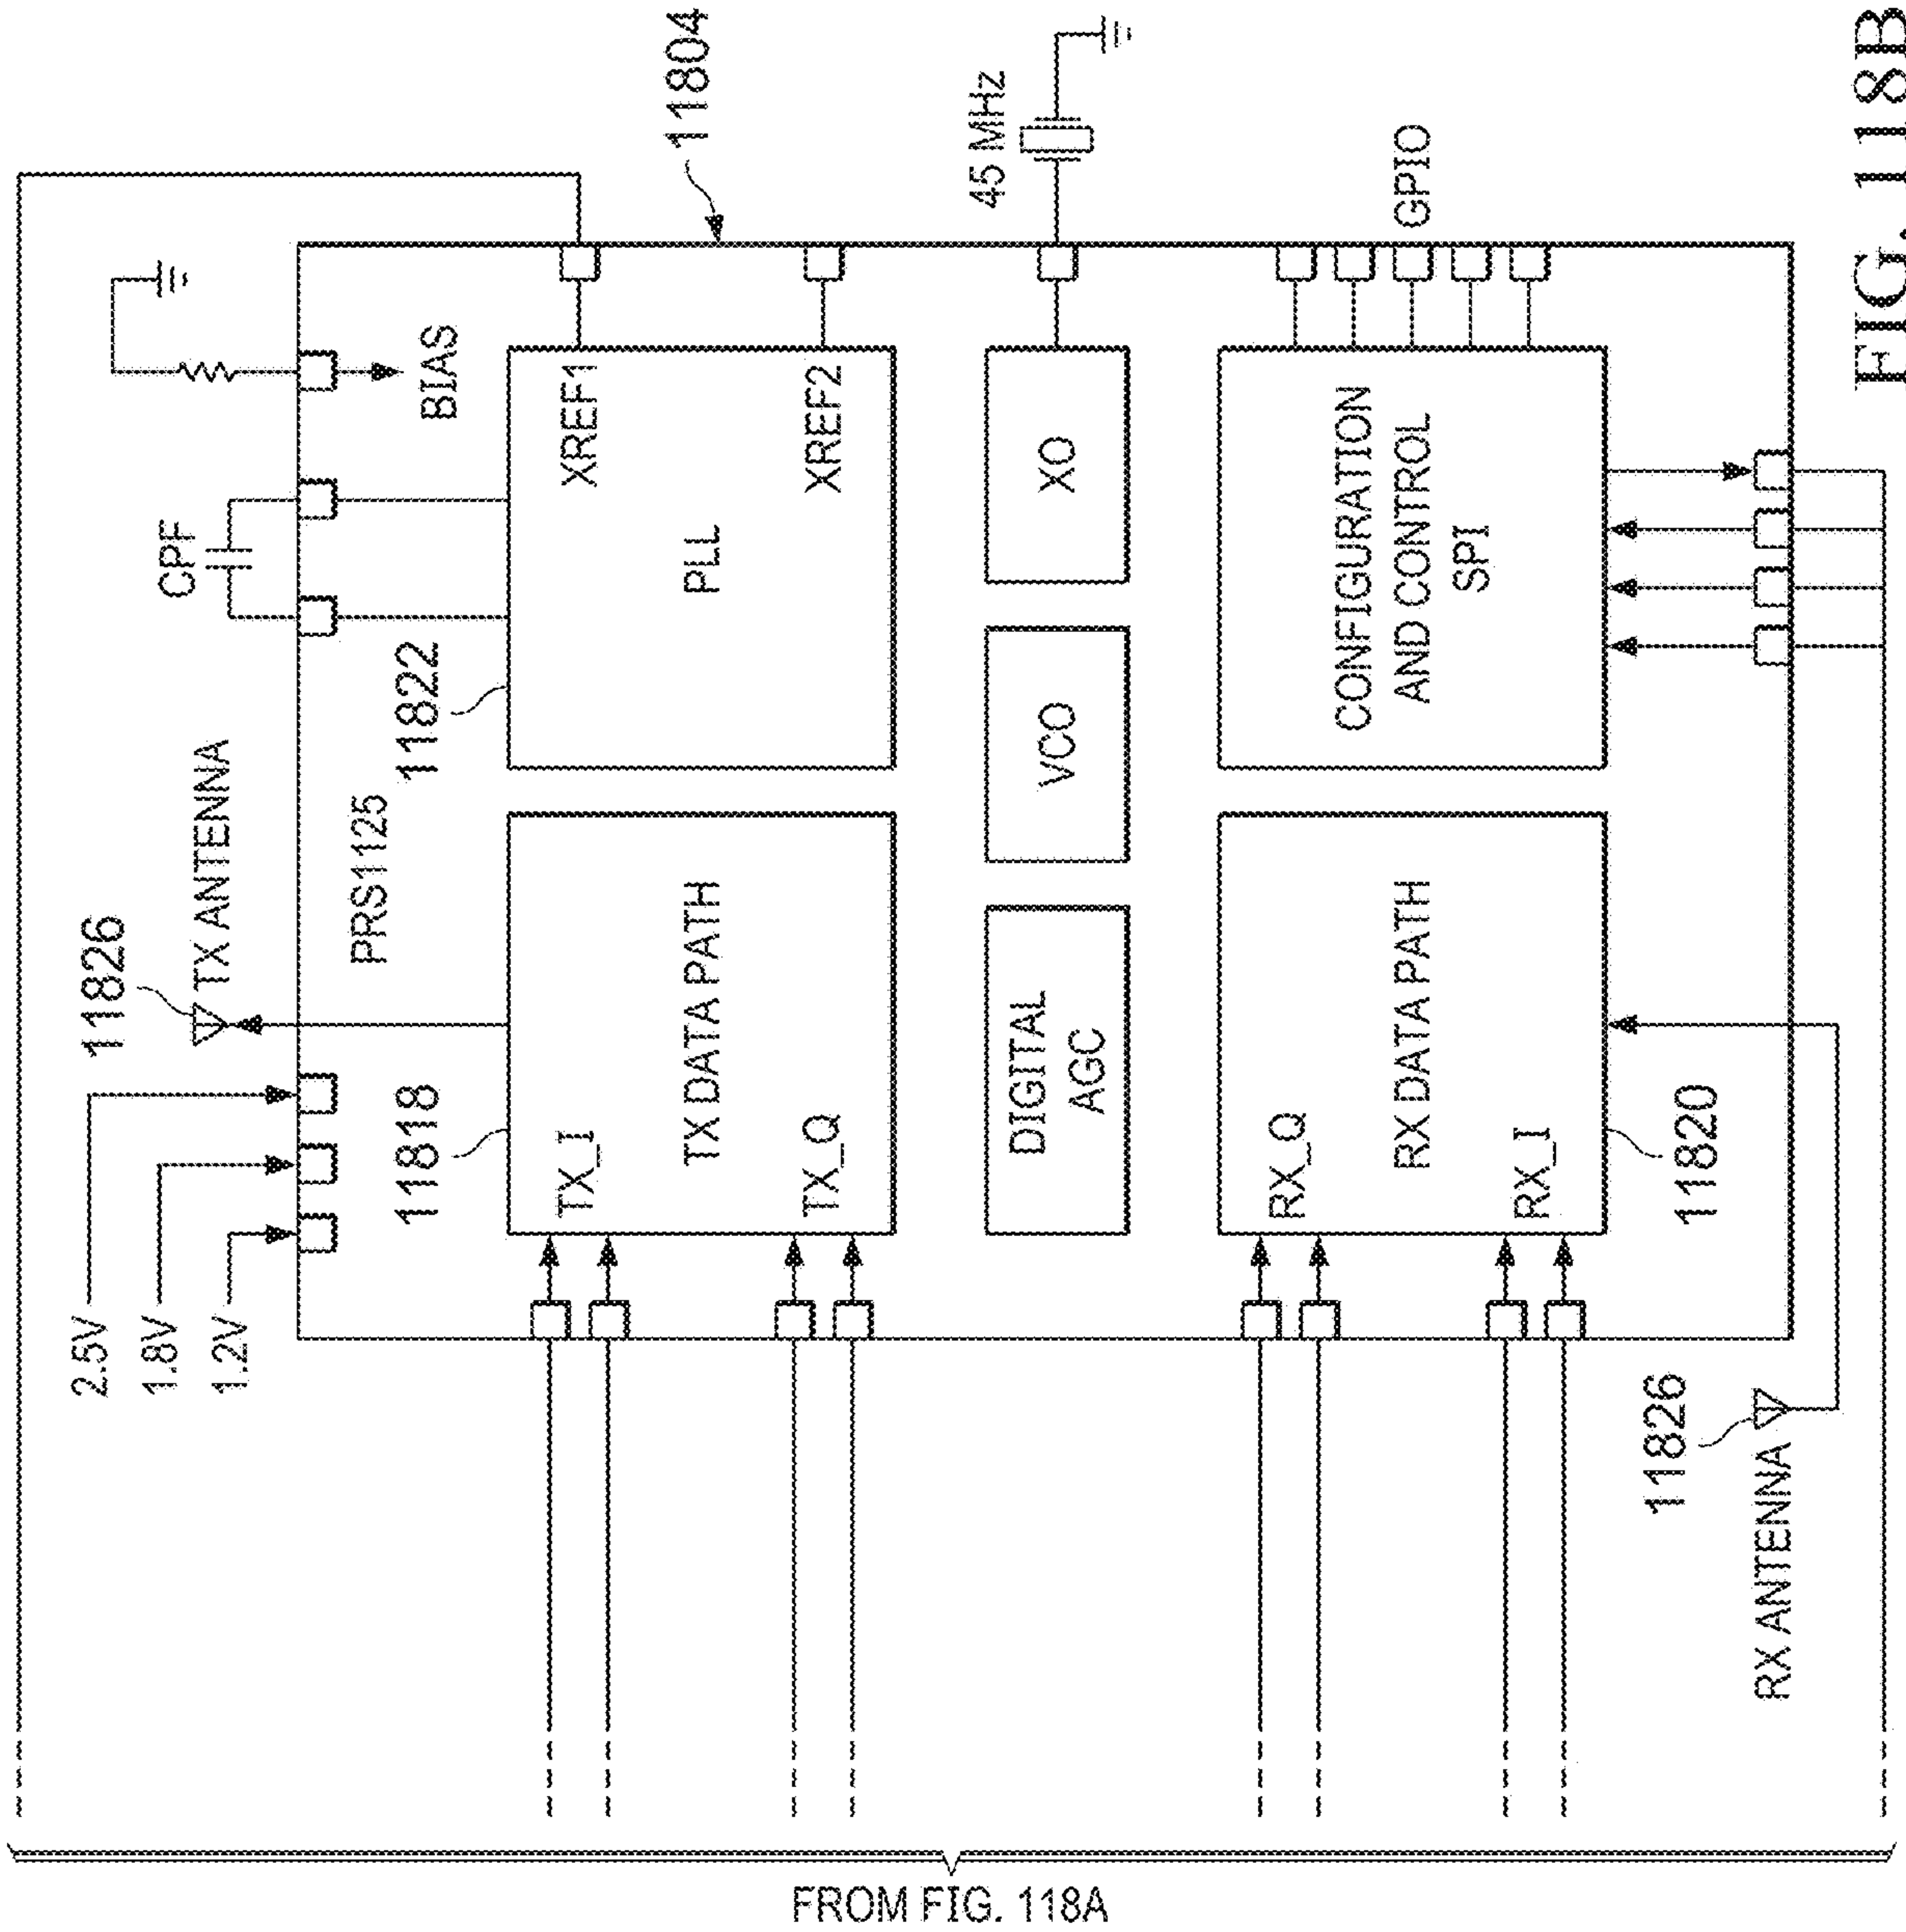 2.5V
1.8V
1.2V
11826
TX ANTENNA
CPF
BIAS
PRS1125
11804
11818
TX_I
TX DATA PATH
TX_Q
11822
XREF1
PLL
XREF2
DIGITAL
AGC
VCO
XO
45 MHz
RX_Q
RX DATA PATH
RX_I
11820
CONFIGURATION
AND CONTROL
SPI
GPIO
11826
RX ANTENNA
FROM FIG. 118A
FIG. 118B